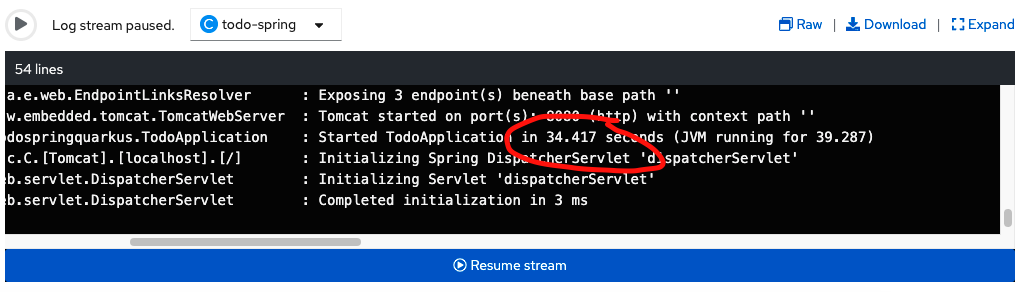 Log stream paused.
C todo-spring
Raw | Download | Expand
54 lines
a.e.web.EndpointLinksResolver : Exposing 3 endpoint(s) beneath base path ''
w.embedded.tomcat.TomcatWebServer : Tomcat started on port(s): (http) with context path ''
dospringquarkus.TodoApplication : Started TodoApplication in 34.417 seconds (JVM running for 39.287)
c.C.[Tomcat].[localhost].[/] : Initializing Spring DispatcherServlet 'dispatcherServlet'
b.servlet.DispatcherServlet : Initializing Servlet 'dispatcherServlet'
b.servlet.DispatcherServlet : Completed initialization in 3 ms
Resume stream